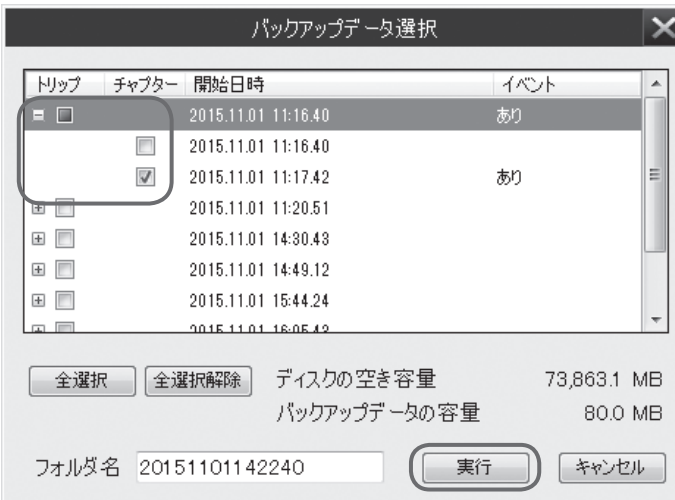 バックアップデータ選択
トリップ チャプター 開始日時 イベント
2015.11.01 11:16.40 あり
2015.11.01 11:16.40
2015.11.01 11:17.42 あり
2015.11.01 11:20.51
2015.11.01 14:30.43
2015.11.01 14:49.12
2015.11.01 15:44.24
2015.11.01 16:05.43
全選択 全選択解除 ディスクの空き容量 73,863.1 MB
バックアップデータの容量 80.0 MB
フォルダ名 20151101142240 実行 キャンセル